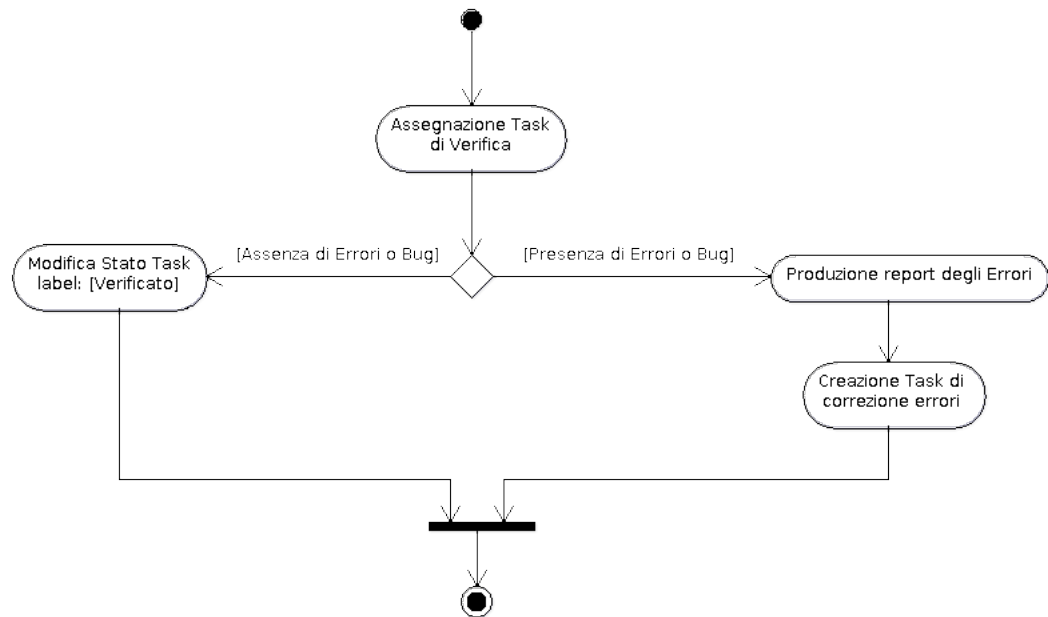 Assegnazione Task
di Verifica
[Assenza di Errori o Bug]
[Presenza di Errori o Bug]
Modifica Stato Task
label: [Verificato]
Produzione report degli Errori
Creazione Task di
correzione errori